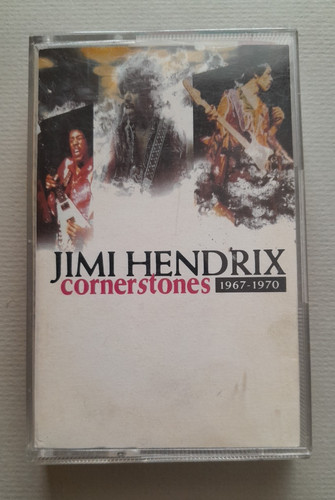 JIMI HENDRIX
cornerstones 1967-1970